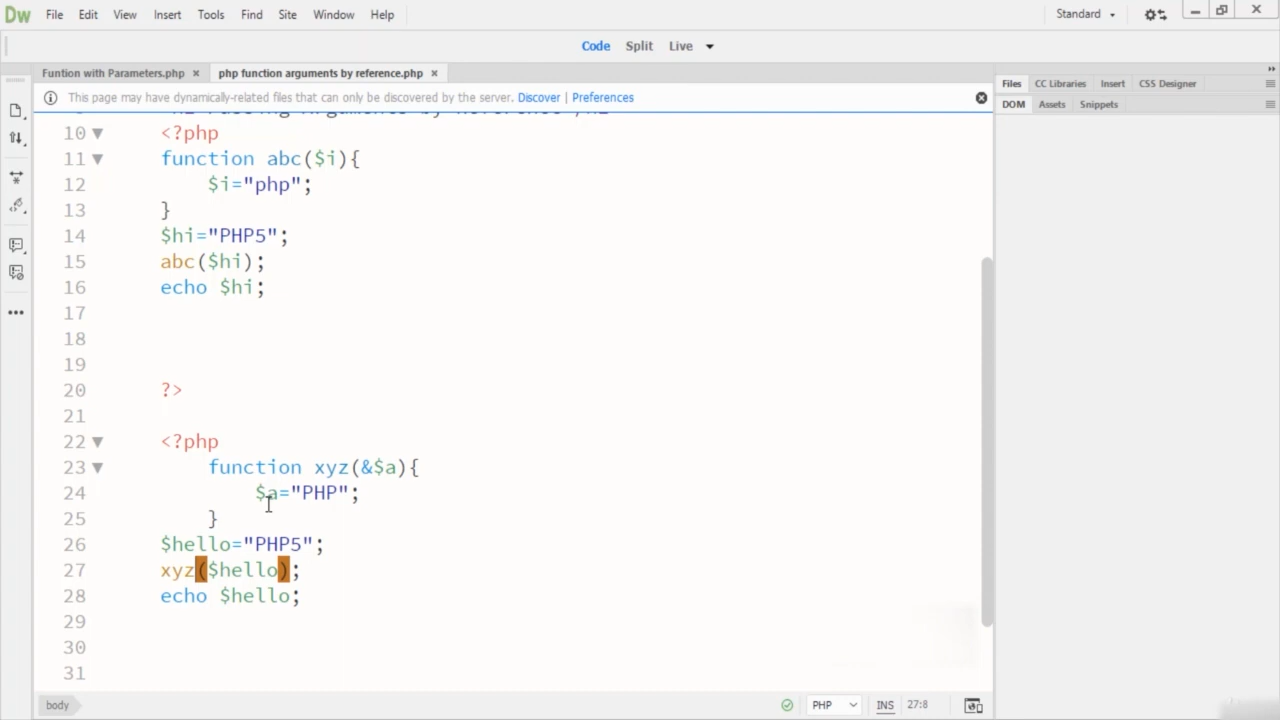 Dw File Edit View Insert Tools Find Site Window Help Standard
Code Split Live
Funtion with Parameters.php × php function arguments by reference.php ×
Files CC Libraries Insert CSS Designer
This page may have dynamically-related files that can only be discovered by the server. Discover | Preferences
DOM Assets Snippets
10 <?php
11 function abc($i){
12 $i="php";
13 }
14 $hi="PHP5";
15 abc($hi);
16 echo $hi;
17
18
19
20 ?>
21
22 <?php
23 function xyz(&$a){
24 $a="PHP";
25 }
26 $hello="PHP5";
27 xyz($hello);
28 echo $hello;
29
30
31
body PHP INS 27:8